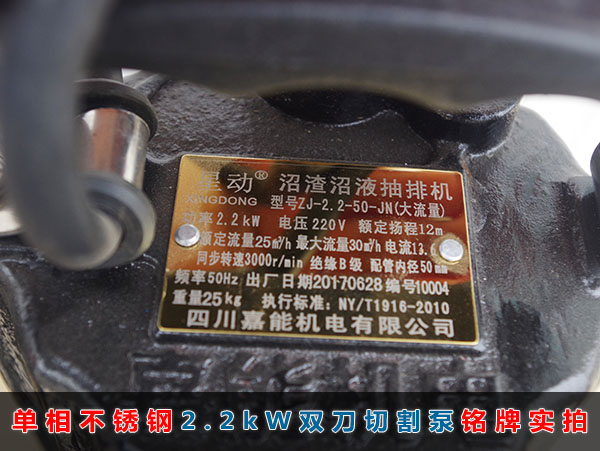 星动® 沼渣沼液抽排机
XINGDONG 型号ZJ-2.2-50-JN(大流量)
功率2.2kW 电压220V 额定扬程12m
额定流量25m³/h 最大流量30m³/h 电流13.
同步转速3000r/min 绝缘B级 配管内径50mm
频率50Hz 出厂日期20170628 编号10004
重量25kg 执行标准:NY/T1916-2010
四川嘉能机电有限公司
单相不锈钢2.2kW双刀切割泵铭牌实拍